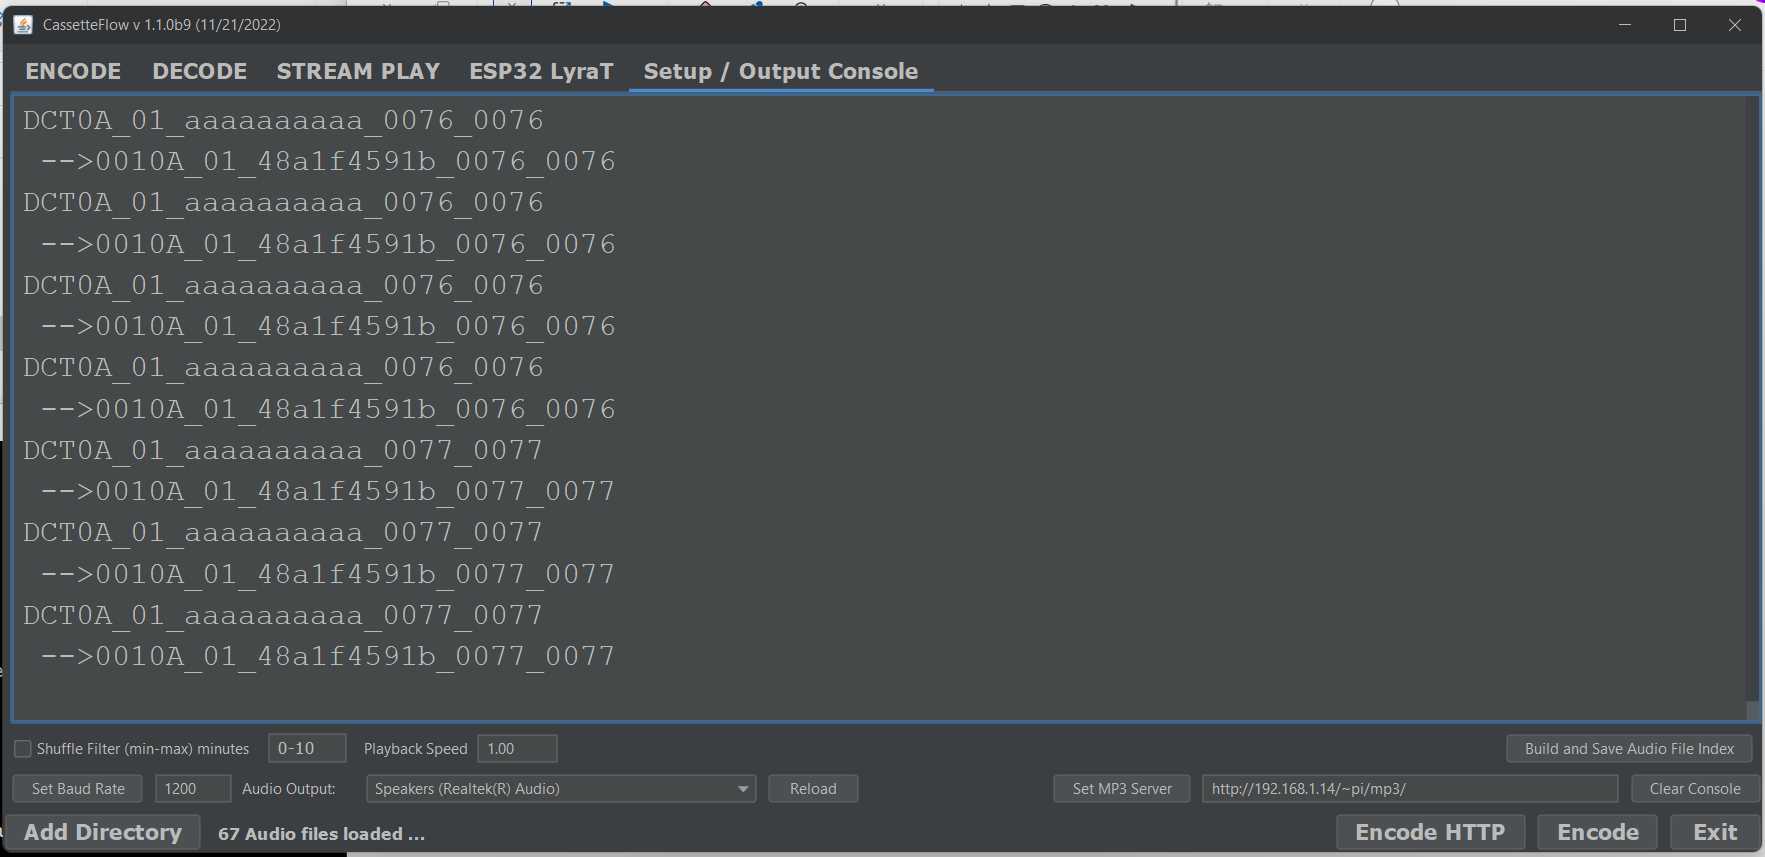 CassetteFlow v 1.1.0b9 (11/21/2022)
ENCODE DECODE STREAM PLAY ESP32 LyraT Setup / Output Console
DCT0A_01_aaaaaaaaaa_0076_0076
-->0010A_01_48a1f4591b_0076_0076
DCT0A_01_aaaaaaaaaa_0076_0076
-->0010A_01_48a1f4591b_0076_0076
DCT0A_01_aaaaaaaaaa_0076_0076
-->0010A_01_48a1f4591b_0076_0076
DCT0A_01_aaaaaaaaaa_0076_0076
-->0010A_01_48a1f4591b_0076_0076
DCT0A_01_aaaaaaaaaa_0077_0077
-->0010A_01_48a1f4591b_0077_0077
DCT0A_01_aaaaaaaaaa_0077_0077
-->0010A_01_48a1f4591b_0077_0077
DCT0A_01_aaaaaaaaaa_0077_0077
-->0010A_01_48a1f4591b_0077_0077
Shuffle Filter (min-max) minutes 0-10 Playback Speed 1.00 Build and Save Audio File Index
Set Baud Rate 1200 Audio Output: Speakers (Realtek(R) Audio) Reload Set MP3 Server http://192.168.1.14/~pi/mp3/ Clear Console
Add Directory 67 Audio files loaded ... Encode HTTP Encode Exit